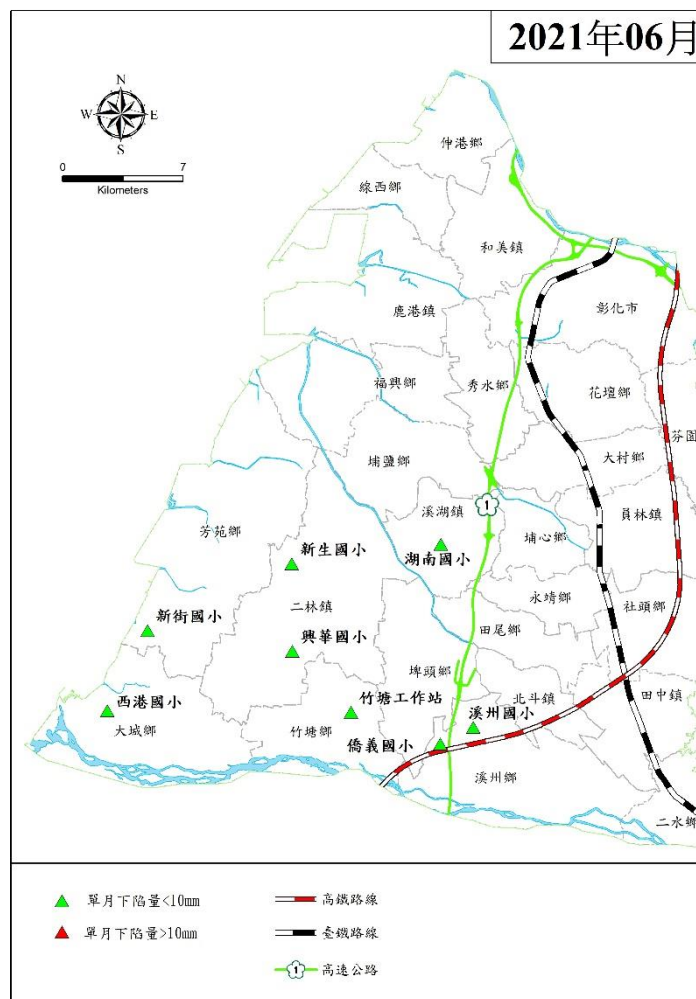 2021年06月
N
W E
S
0 7
Kilometers
伸港鄉
線西鄉
和美鎮
鹿港鎮
彰化市
福興鄉
秀水鄉
花壇鄉
芬園
埔鹽鄉
大村鄉
溪湖鎮
1
員林鎮
芳苑鄉
埔心鄉
新生國小
湖南國小
永靖鄉
二林鎮
社頭鄉
新街國小
田尾鄉
興華國小
埤頭鄉
北斗鎮
田中鎮
西港國小
竹塘工作站
大城鄉
竹塘鄉
溪州國小
僑義國小
溪州鄉
二水鄉
單月下陷量<10mm
高鐵路線
單月下陷量>10mm
臺鐵路線
1 高速公路